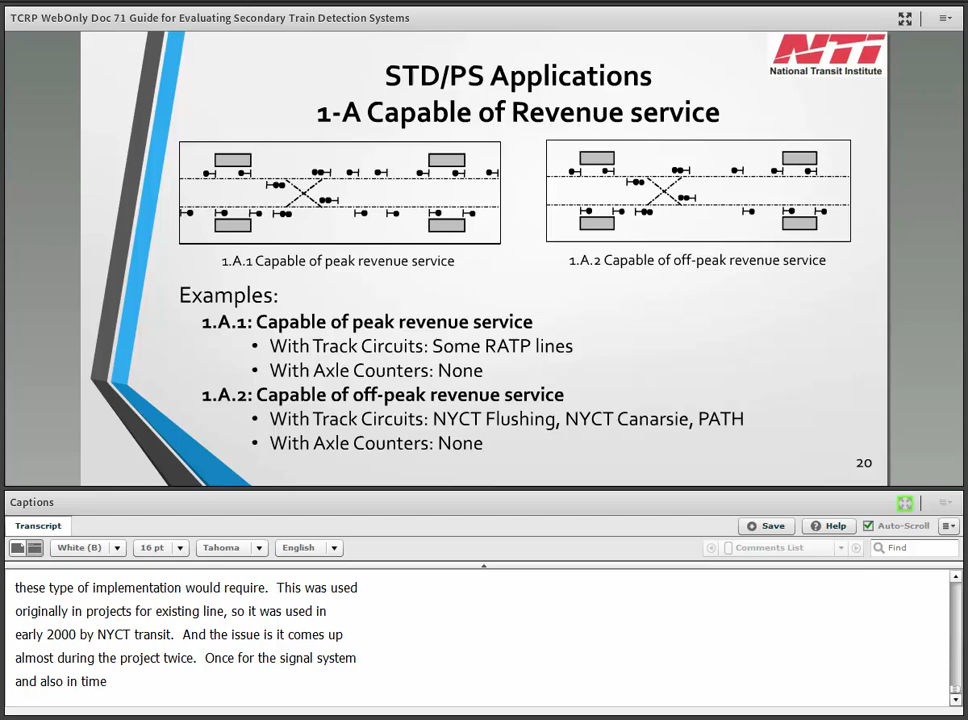 TCRP WebOnly Doc 71 Guide for Evaluating Secondary Train Detection Systems
NTI
National Transit Institute
STD/PS Applications
1-A Capable of Revenue service
1.A.1 Capable of peak revenue service
1.A.2 Capable of off-peak revenue service
Examples:
1.A.1: Capable of peak revenue service
• With Track Circuits: Some RATP lines
• With Axle Counters: None
1.A.2: Capable of off-peak revenue service
• With Track Circuits: NYCT Flushing, NYCT Canarsie, PATH
• With Axle Counters: None
20
Captions
Transcript
Save
Help
Auto-Scroll
White (B)
16 pt
Tahoma
English
Comments List
Find
these type of implementation would require.  This was used
originally in projects for existing line, so it was used in
early 2000 by NYCT transit.  And the issue is it comes up
almost during the project twice.  Once for the signal system
and also in time